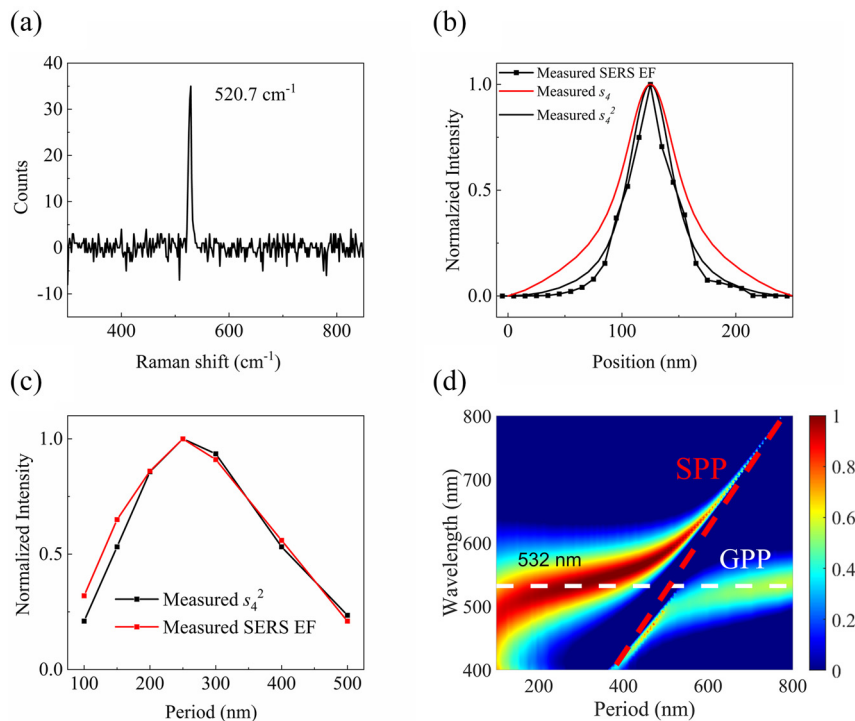 (a)
40
30
20
10
0
-10
400
600
800
Counts
Raman shift (cm-1)
520.7 cm-1
(b)
Measured SERS EF
Measured s4
Measured s4^2
1.0
0.5
0.0
0
100
200
Normalzied Intensity
Position (nm)
(c)
1.0
0.5
0.0
100
200
300
400
500
Normalized Intensity
Period (nm)
Measured s4^2
Measured SERS EF
(d)
800
700
600
500
400
200
400
600
800
Wavelength (nm)
Period (nm)
SPP
532 nm
GPP
1
0.8
0.6
0.4
0.2
0